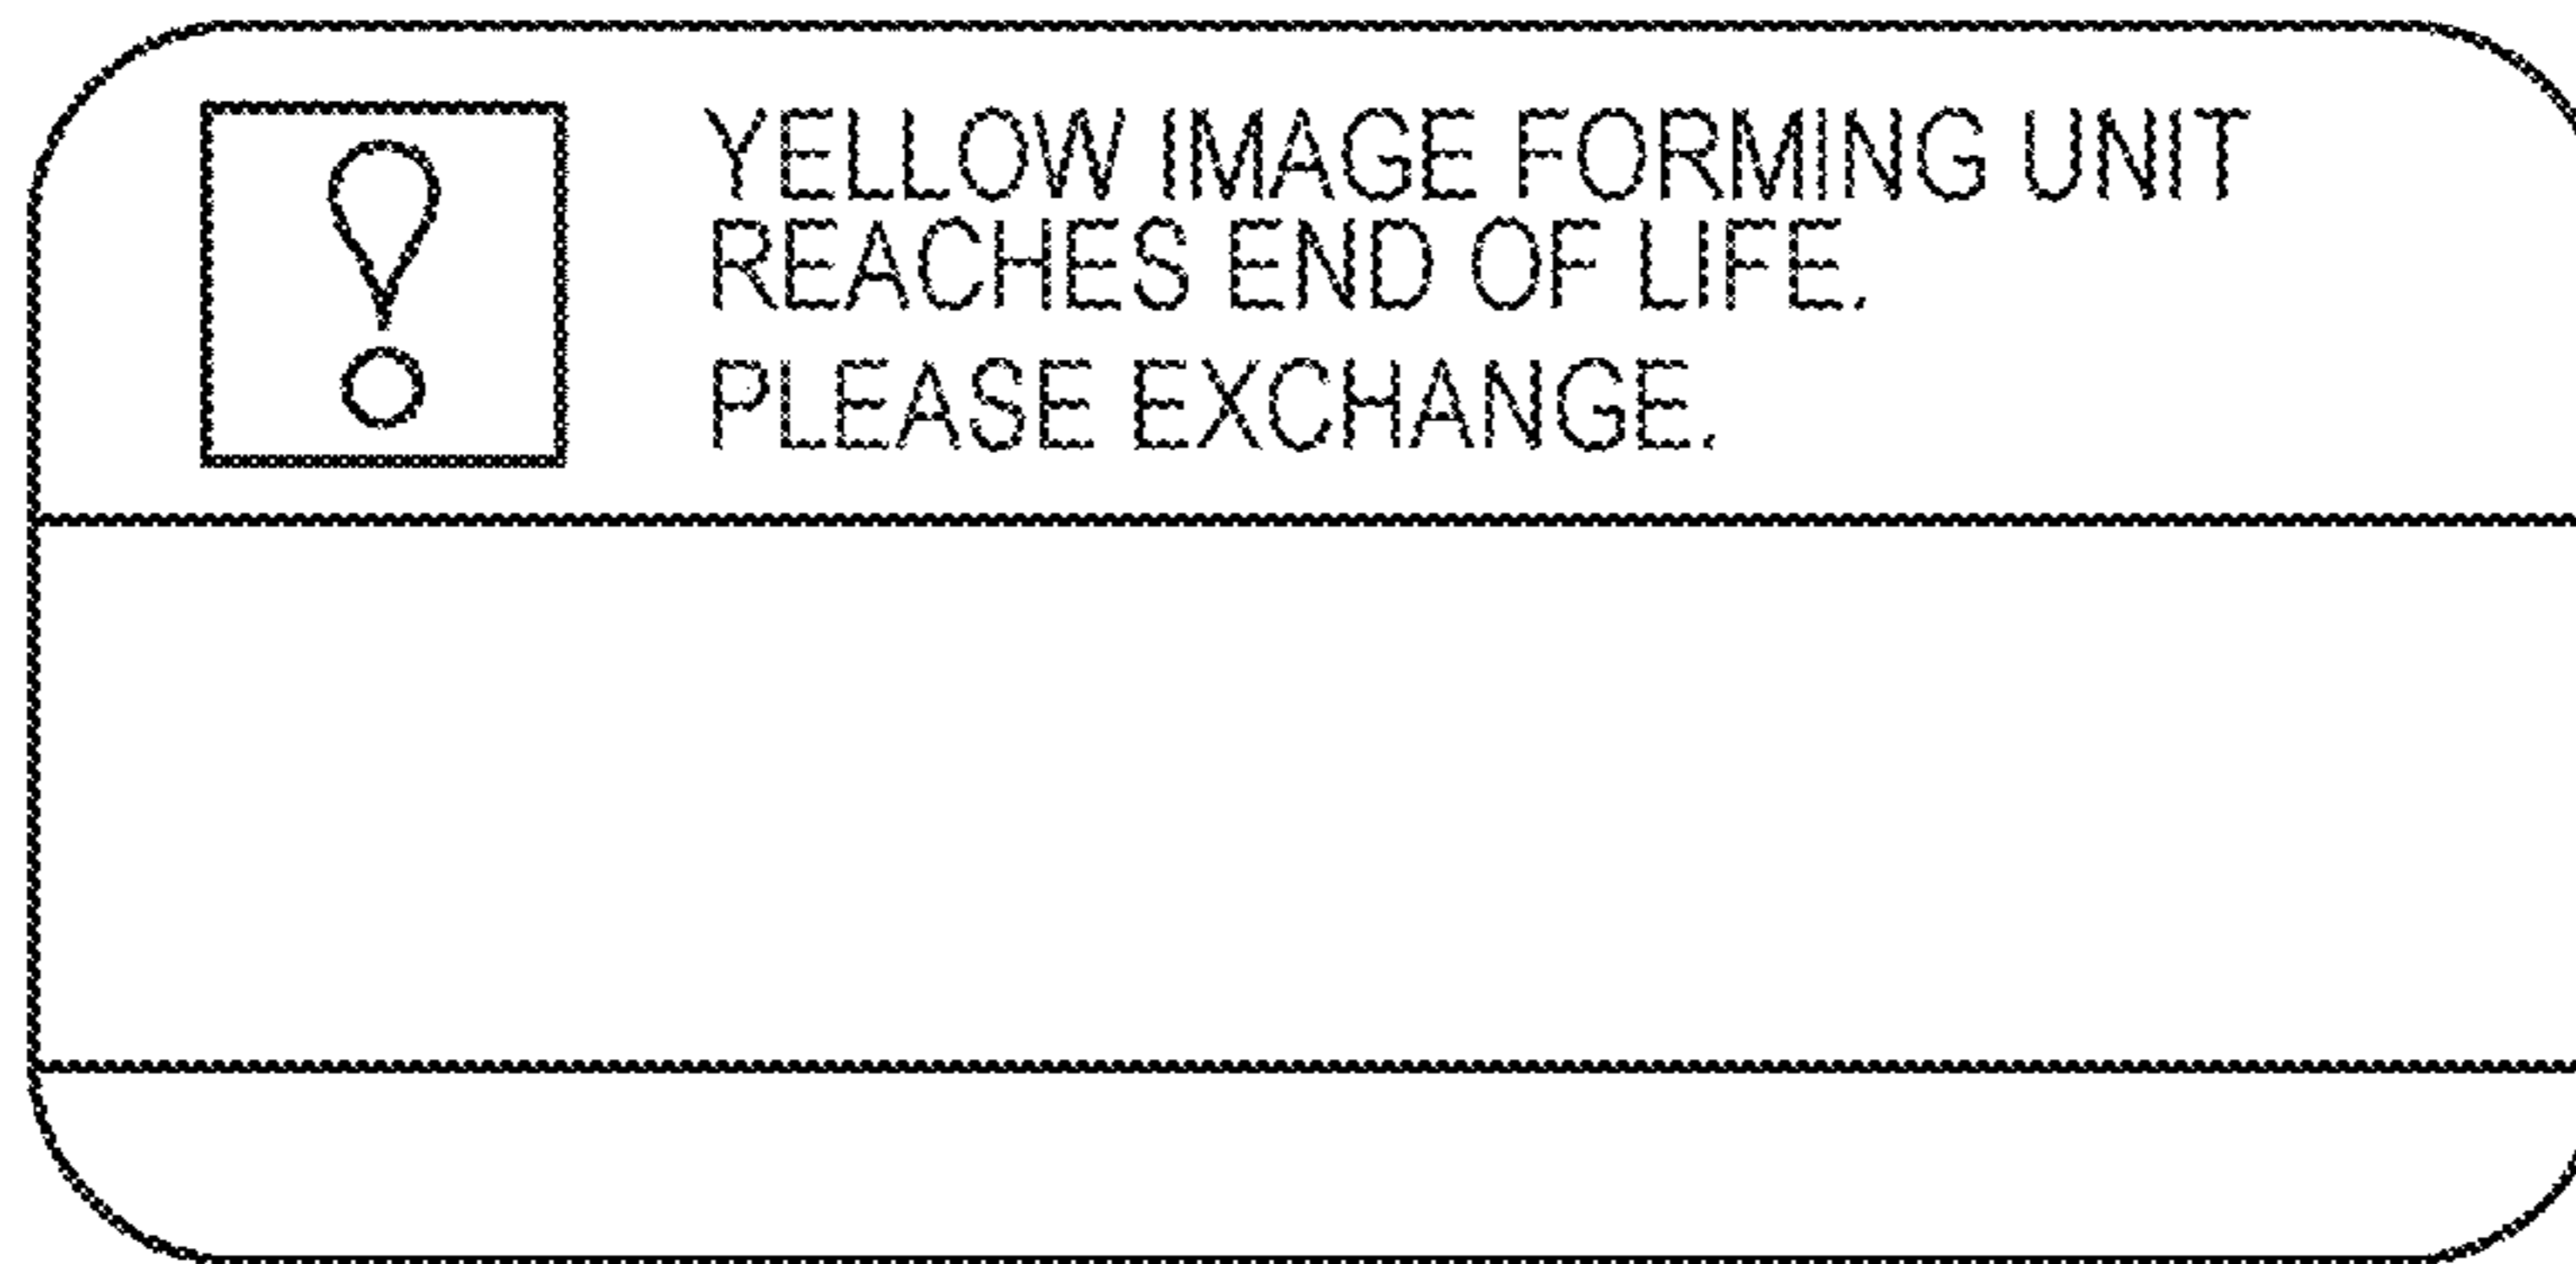 YELLOW IMAGE FORMING UNIT
REACHES END OF LIFE.
PLEASE EXCHANGE.